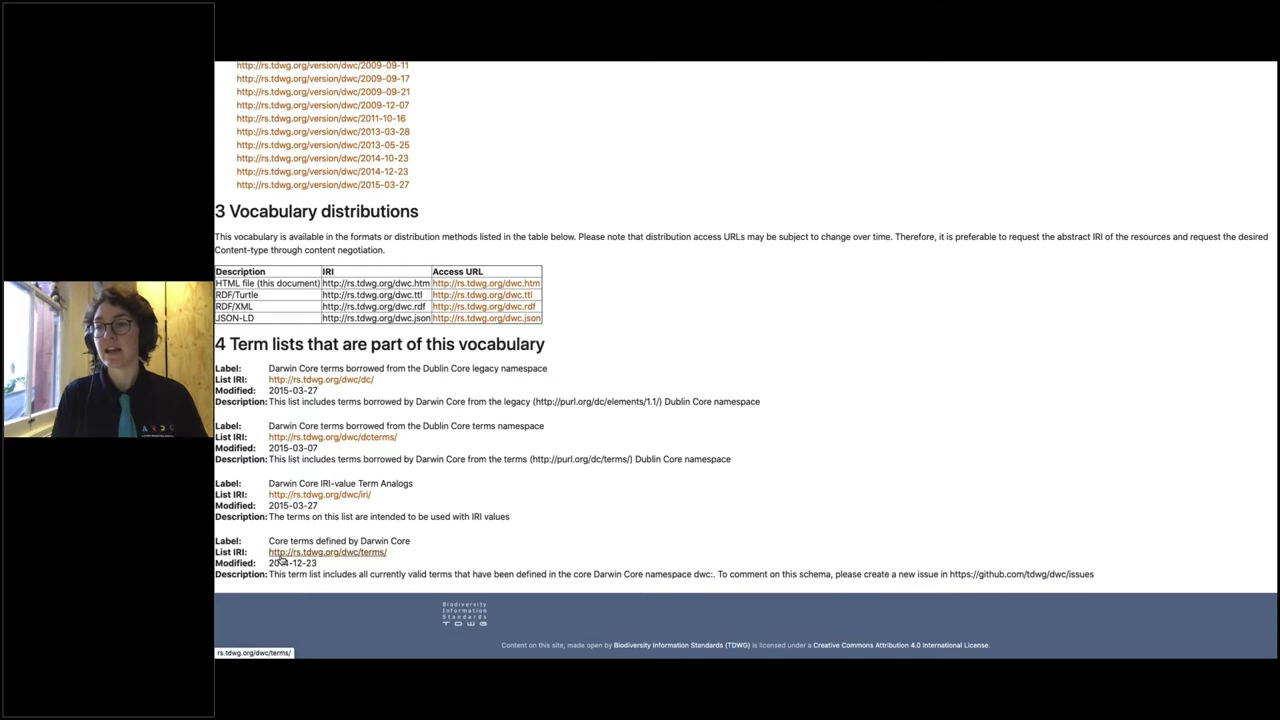 http://rs.tdwg.org/version/dwc/2009-09-11
http://rs.tdwg.org/version/dwc/2009-09-17
http://rs.tdwg.org/version/dwc/2009-09-21
http://rs.tdwg.org/version/dwc/2009-12-07
http://rs.tdwg.org/version/dwc/2011-10-16
http://rs.tdwg.org/version/dwc/2013-03-28
http://rs.tdwg.org/version/dwc/2013-05-25
http://rs.tdwg.org/version/dwc/2014-10-23
http://rs.tdwg.org/version/dwc/2014-12-23
http://rs.tdwg.org/version/dwc/2015-03-27
3 Vocabulary distributions
This vocabulary is available in the formats or distribution methods listed in the table below. Please note that distribution access URLs may be subject to change over time. Therefore, it is preferable to request the abstract IRI of the resources and request the desired
Content-type through content negotiation.
Description IRI Access URL
HTML file (this document) http://rs.tdwg.org/dwc.htm http://rs.tdwg.org/dwc.htm
RDF/Turtle http://rs.tdwg.org/dwc.ttl http://rs.tdwg.org/dwc.ttl
RDF/XML http://rs.tdwg.org/dwc.rdf http://rs.tdwg.org/dwc.rdf
JSON-LD http://rs.tdwg.org/dwc.json http://rs.tdwg.org/dwc.json
4 Term lists that are part of this vocabulary
Label: Darwin Core terms borrowed from the Dublin Core legacy namespace
List IRI: http://rs.tdwg.org/dwc/dc/
Modified: 2015-03-27
Description: This list includes terms borrowed by Darwin Core from the legacy (http://purl.org/dc/elements/1.1/) Dublin Core namespace
Label: Darwin Core terms borrowed from the Dublin Core terms namespace
List IRI: http://rs.tdwg.org/dwc/dcterms/
Modified: 2015-03-07
Description: This list includes terms borrowed by Darwin Core from the terms (http://purl.org/dc/terms/) Dublin Core namespace
Label: Darwin Core IRI-value Term Analogs
List IRI: http://rs.tdwg.org/dwc/iri/
Modified: 2015-03-27
Description: The terms on this list are intended to be used with IRI values
Label: Core terms defined by Darwin Core
List IRI: http://rs.tdwg.org/dwc/terms/
Modified: 2014-12-23
Description: This term list includes all currently valid terms that have been defined in the core Darwin Core namespace dwc:. To comment on this schema, please create a new issue in https://github.com/tdwg/dwc/issues
Biodiversity
Information
Standards
TDWG
Content on this site, made open by Biodiversity Information Standards (TDWG) is licensed under a Creative Commons Attribution 4.0 International License.
rs.tdwg.org/dwc/terms/